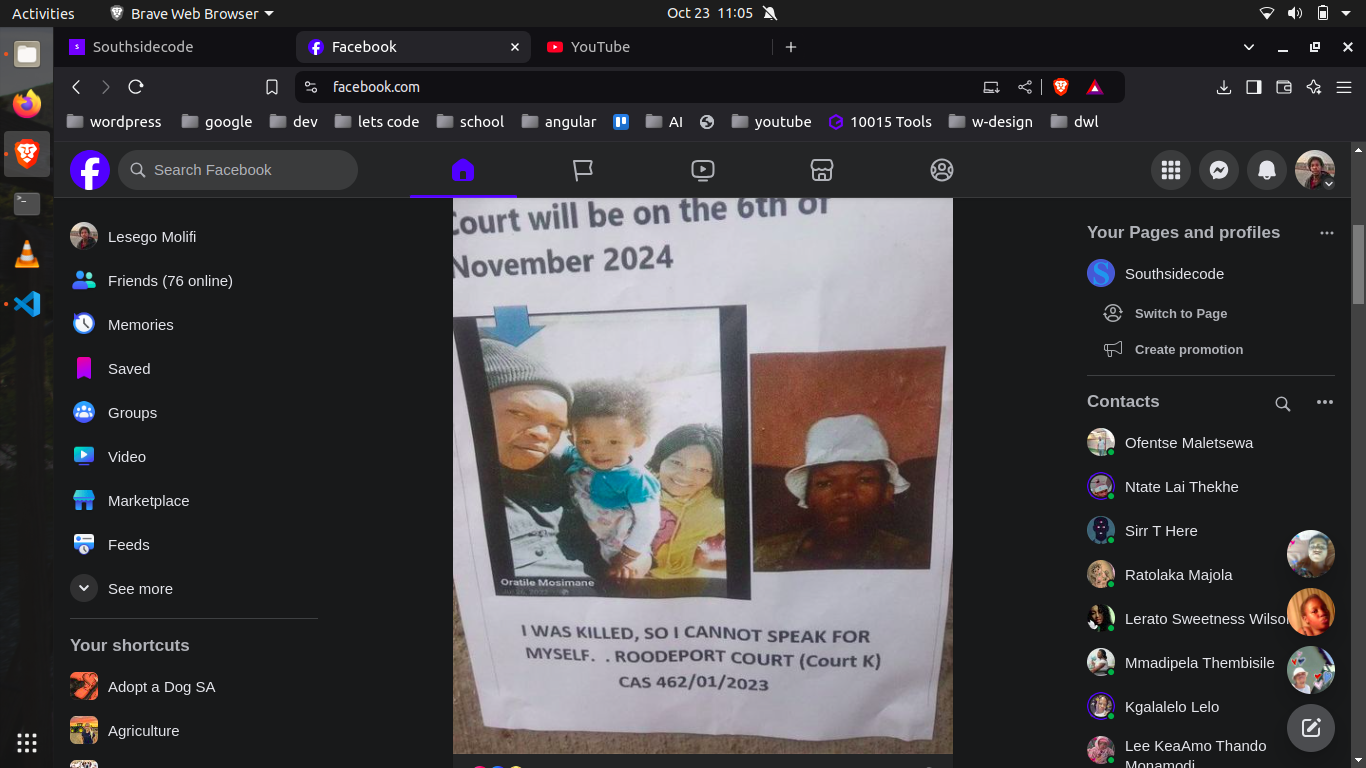 Activities
Brave Web Browser
Oct 23 11:05
Southsidecode
Facebook
YouTube
facebook.com
wordpress
google
dev
lets code
school
angular
AI
youtube
10015 Tools
w-design
dwl
Search Facebook
Lesego Molifi
Friends (76 online)
Memories
Saved
Groups
Video
Marketplace
Feeds
See more
Your shortcuts
Adopt a Dog SA
Agriculture
Court will be on the 6th of
November 2024
Oratile Mosimane
I WAS KILLED, SO I CANNOT SPEAK FOR
MYSELF. . ROODEPORT COURT (Court K)
CAS 462/01/2023
Your Pages and profiles
Southsidecode
Switch to Page
Create promotion
Contacts
Ofentse Maletsewa
Ntate Lai Thekhe
Sirr T Here
Ratolaka Majola
Lerato Sweetness Wilso
Mmadipela Thembisile
Kgalalelo Lelo
Lee KeaAmo Thando
Monamodi